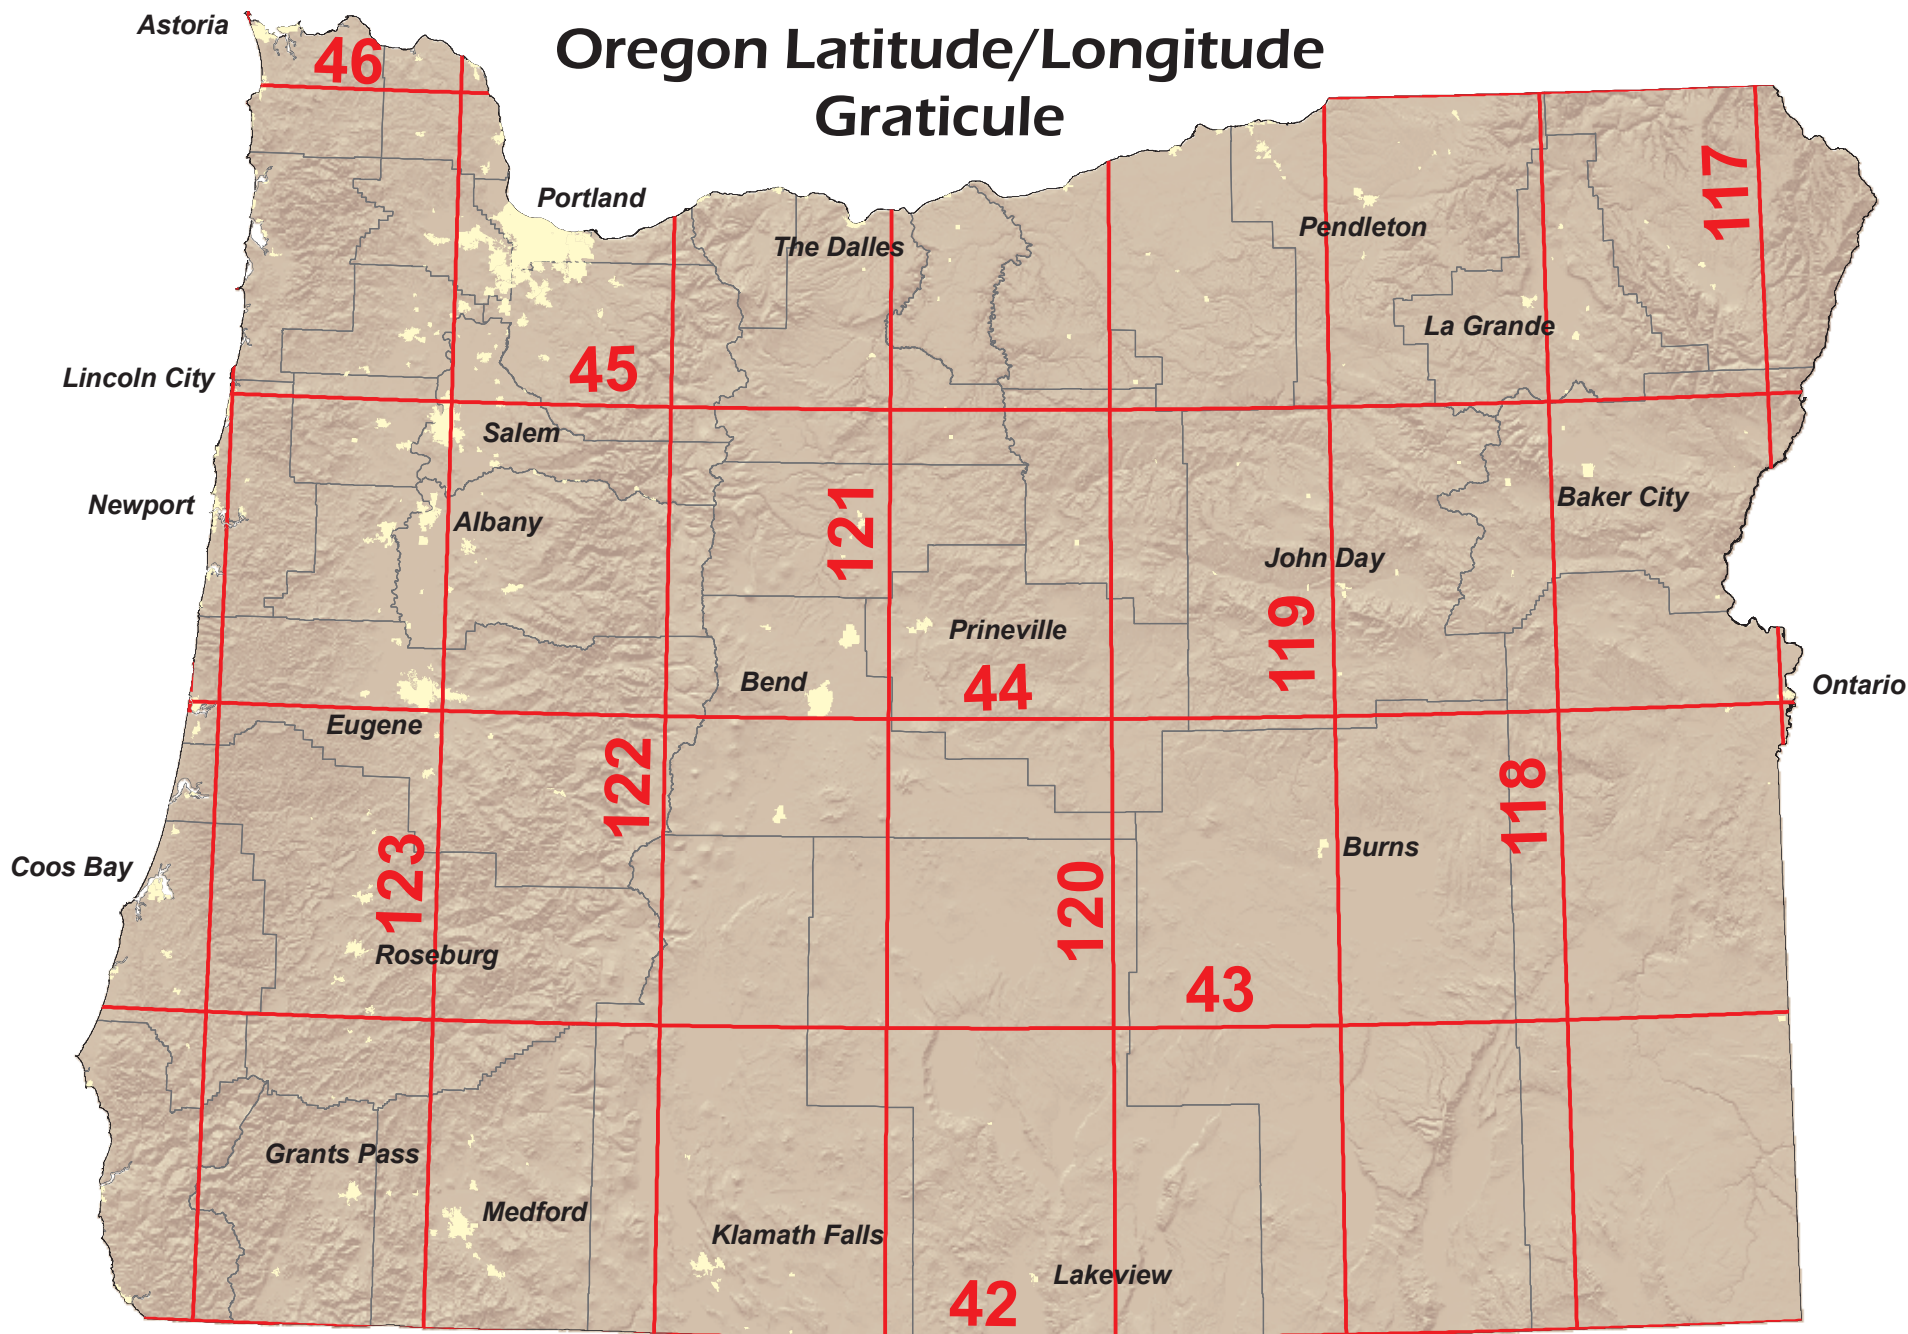 Astoria
46
Oregon Latitude/Longitude
Graticule
117
Portland
Pendleton
The Dalles
La Grande
45
Lincoln City
Salem
Newport
Albany
121
Baker City
John Day
Prineville
119
Bend
44
Ontario
Eugene
122
118
Coos Bay
123
Burns
120
Roseburg
43
Grants Pass
Medford
Klamath Falls
Lakeview
42